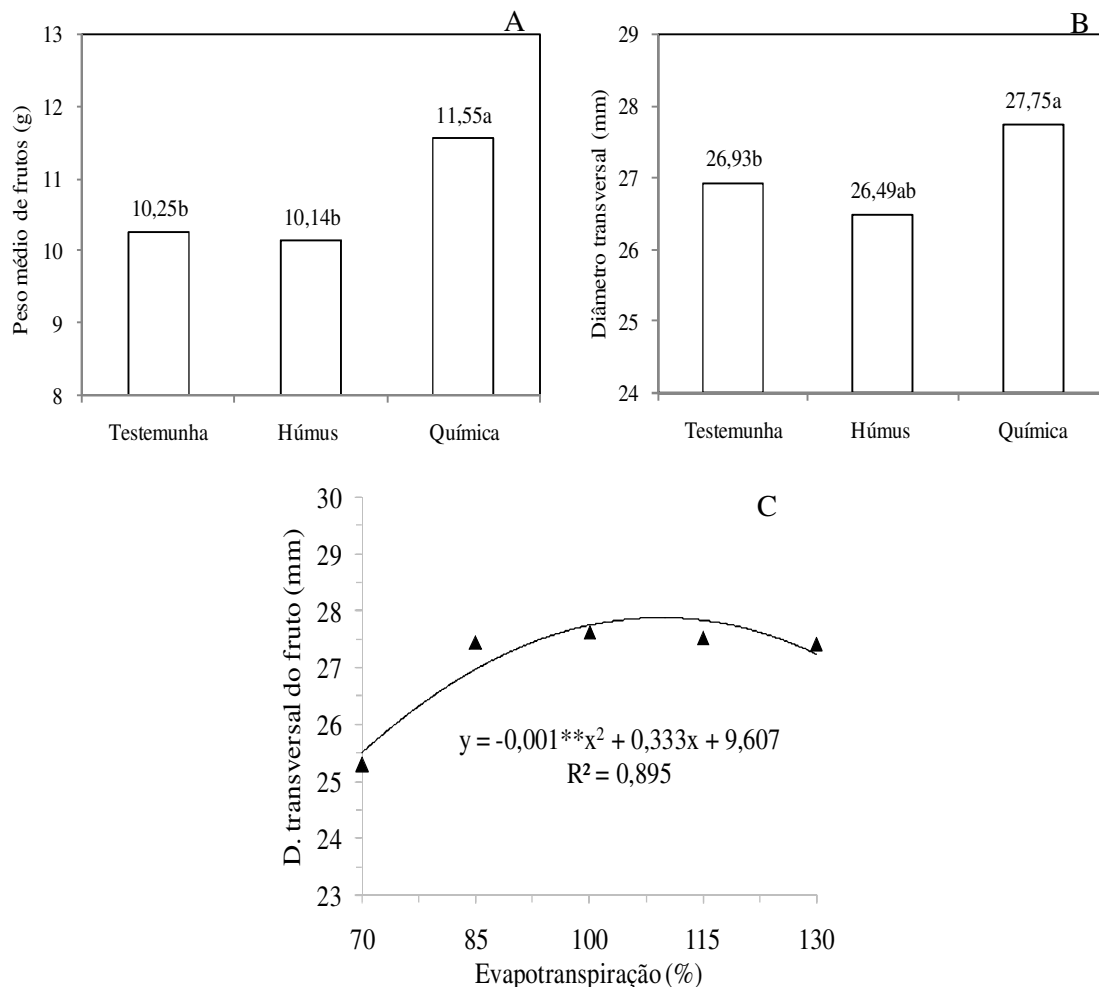 A
Peso médio de frutos (g)
13
12
11
10
9
8
10,25b
10,14b
11,55a
Testemunha
Húmus
Química
B
Diâmetro transversal (mm)
29
28
27
26
25
24
26,93b
26,49ab
27,75a
Testemunha
Húmus
Química
C
D. transversal do fruto (mm)
30
29
28
27
26
25
24
23
y = -0,001**x² + 0,333x + 9,607
R² = 0,895
70
85
100
115
130
Evapotranspiração (%)